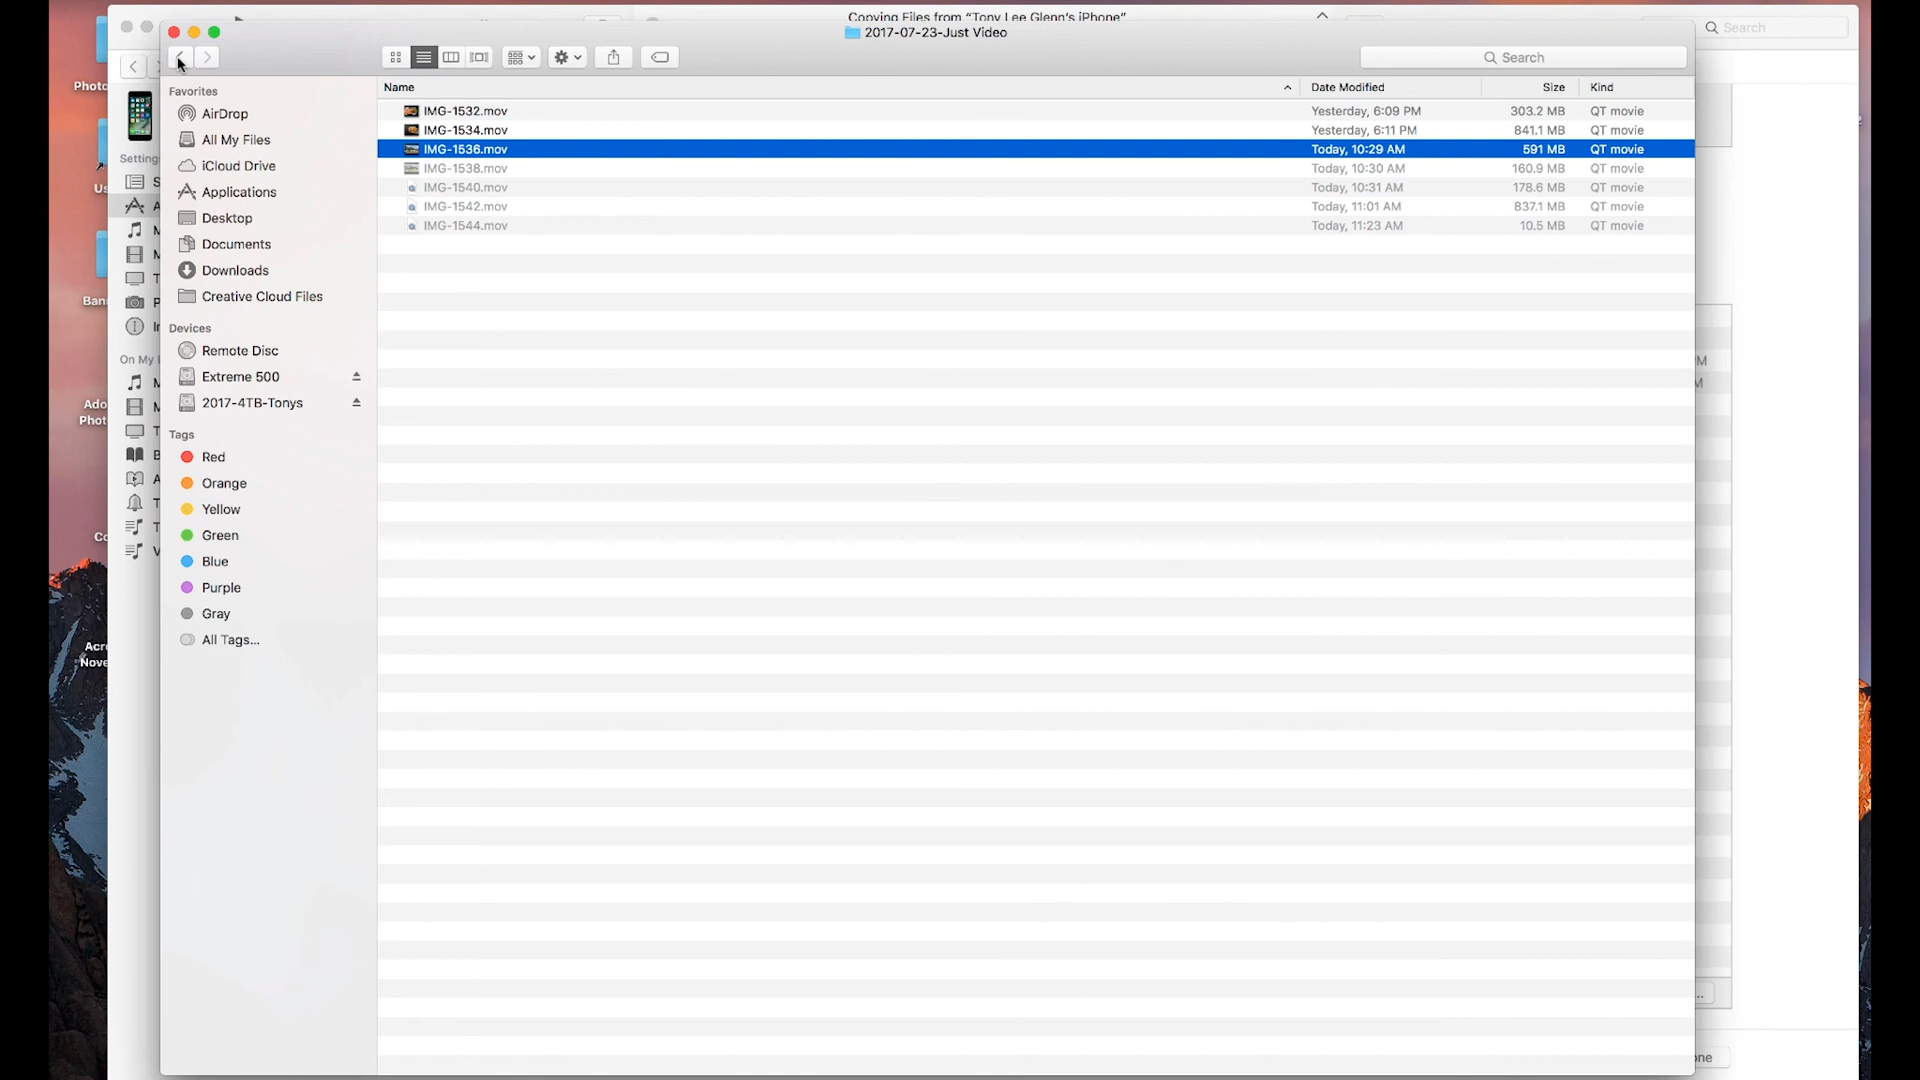 Copying Files from “Tony Lee Glenn’s iPhone”
2017-07-23-Just Video
Search
Search
Name
Date Modified
Size
Kind
IMG-1532.mov Yesterday, 6:09 PM 303.2 MB QT movie
IMG-1534.mov Yesterday, 6:11 PM 841.1 MB QT movie
IMG-1536.mov Today, 10:29 AM 591 MB QT movie
IMG-1538.mov Today, 10:30 AM 160.9 MB QT movie
IMG-1540.mov Today, 10:31 AM 178.6 MB QT movie
IMG-1542.mov Today, 11:01 AM 837.1 MB QT movie
IMG-1544.mov Today, 11:23 AM 10.5 MB QT movie
Favorites
AirDrop
All My Files
iCloud Drive
Applications
Desktop
Documents
Downloads
Creative Cloud Files
Devices
Remote Disc
Extreme 500
2017-4TB-Tonys
Tags
Red
Orange
Yellow
Green
Blue
Purple
Gray
All Tags...
Settings
On My